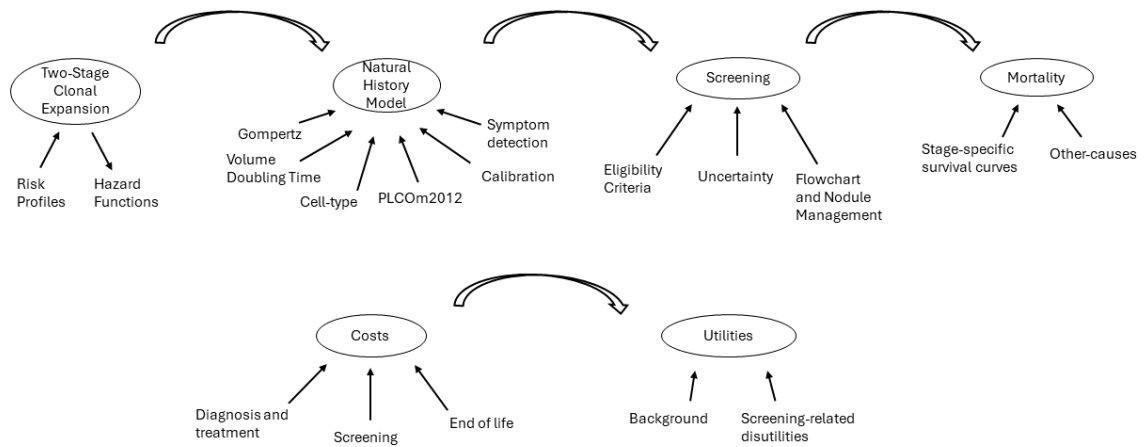 Two-Stage
Clonal
Expansion
Risk
Profiles
Hazard
Functions
Natural
History
Model
Gompertz
Volume
Doubling Time
Cell-type
PLCOm2012
Calibration
Symptom
detection
Screening
Eligibility
Criteria
Uncertainty
Flowchart
and Nodule
Management
Mortality
Stage-specific
survival curves
Other-causes
Costs
Diagnosis and
treatment
Screening
End of life
Utilities
Background
Screening-related
disutilities